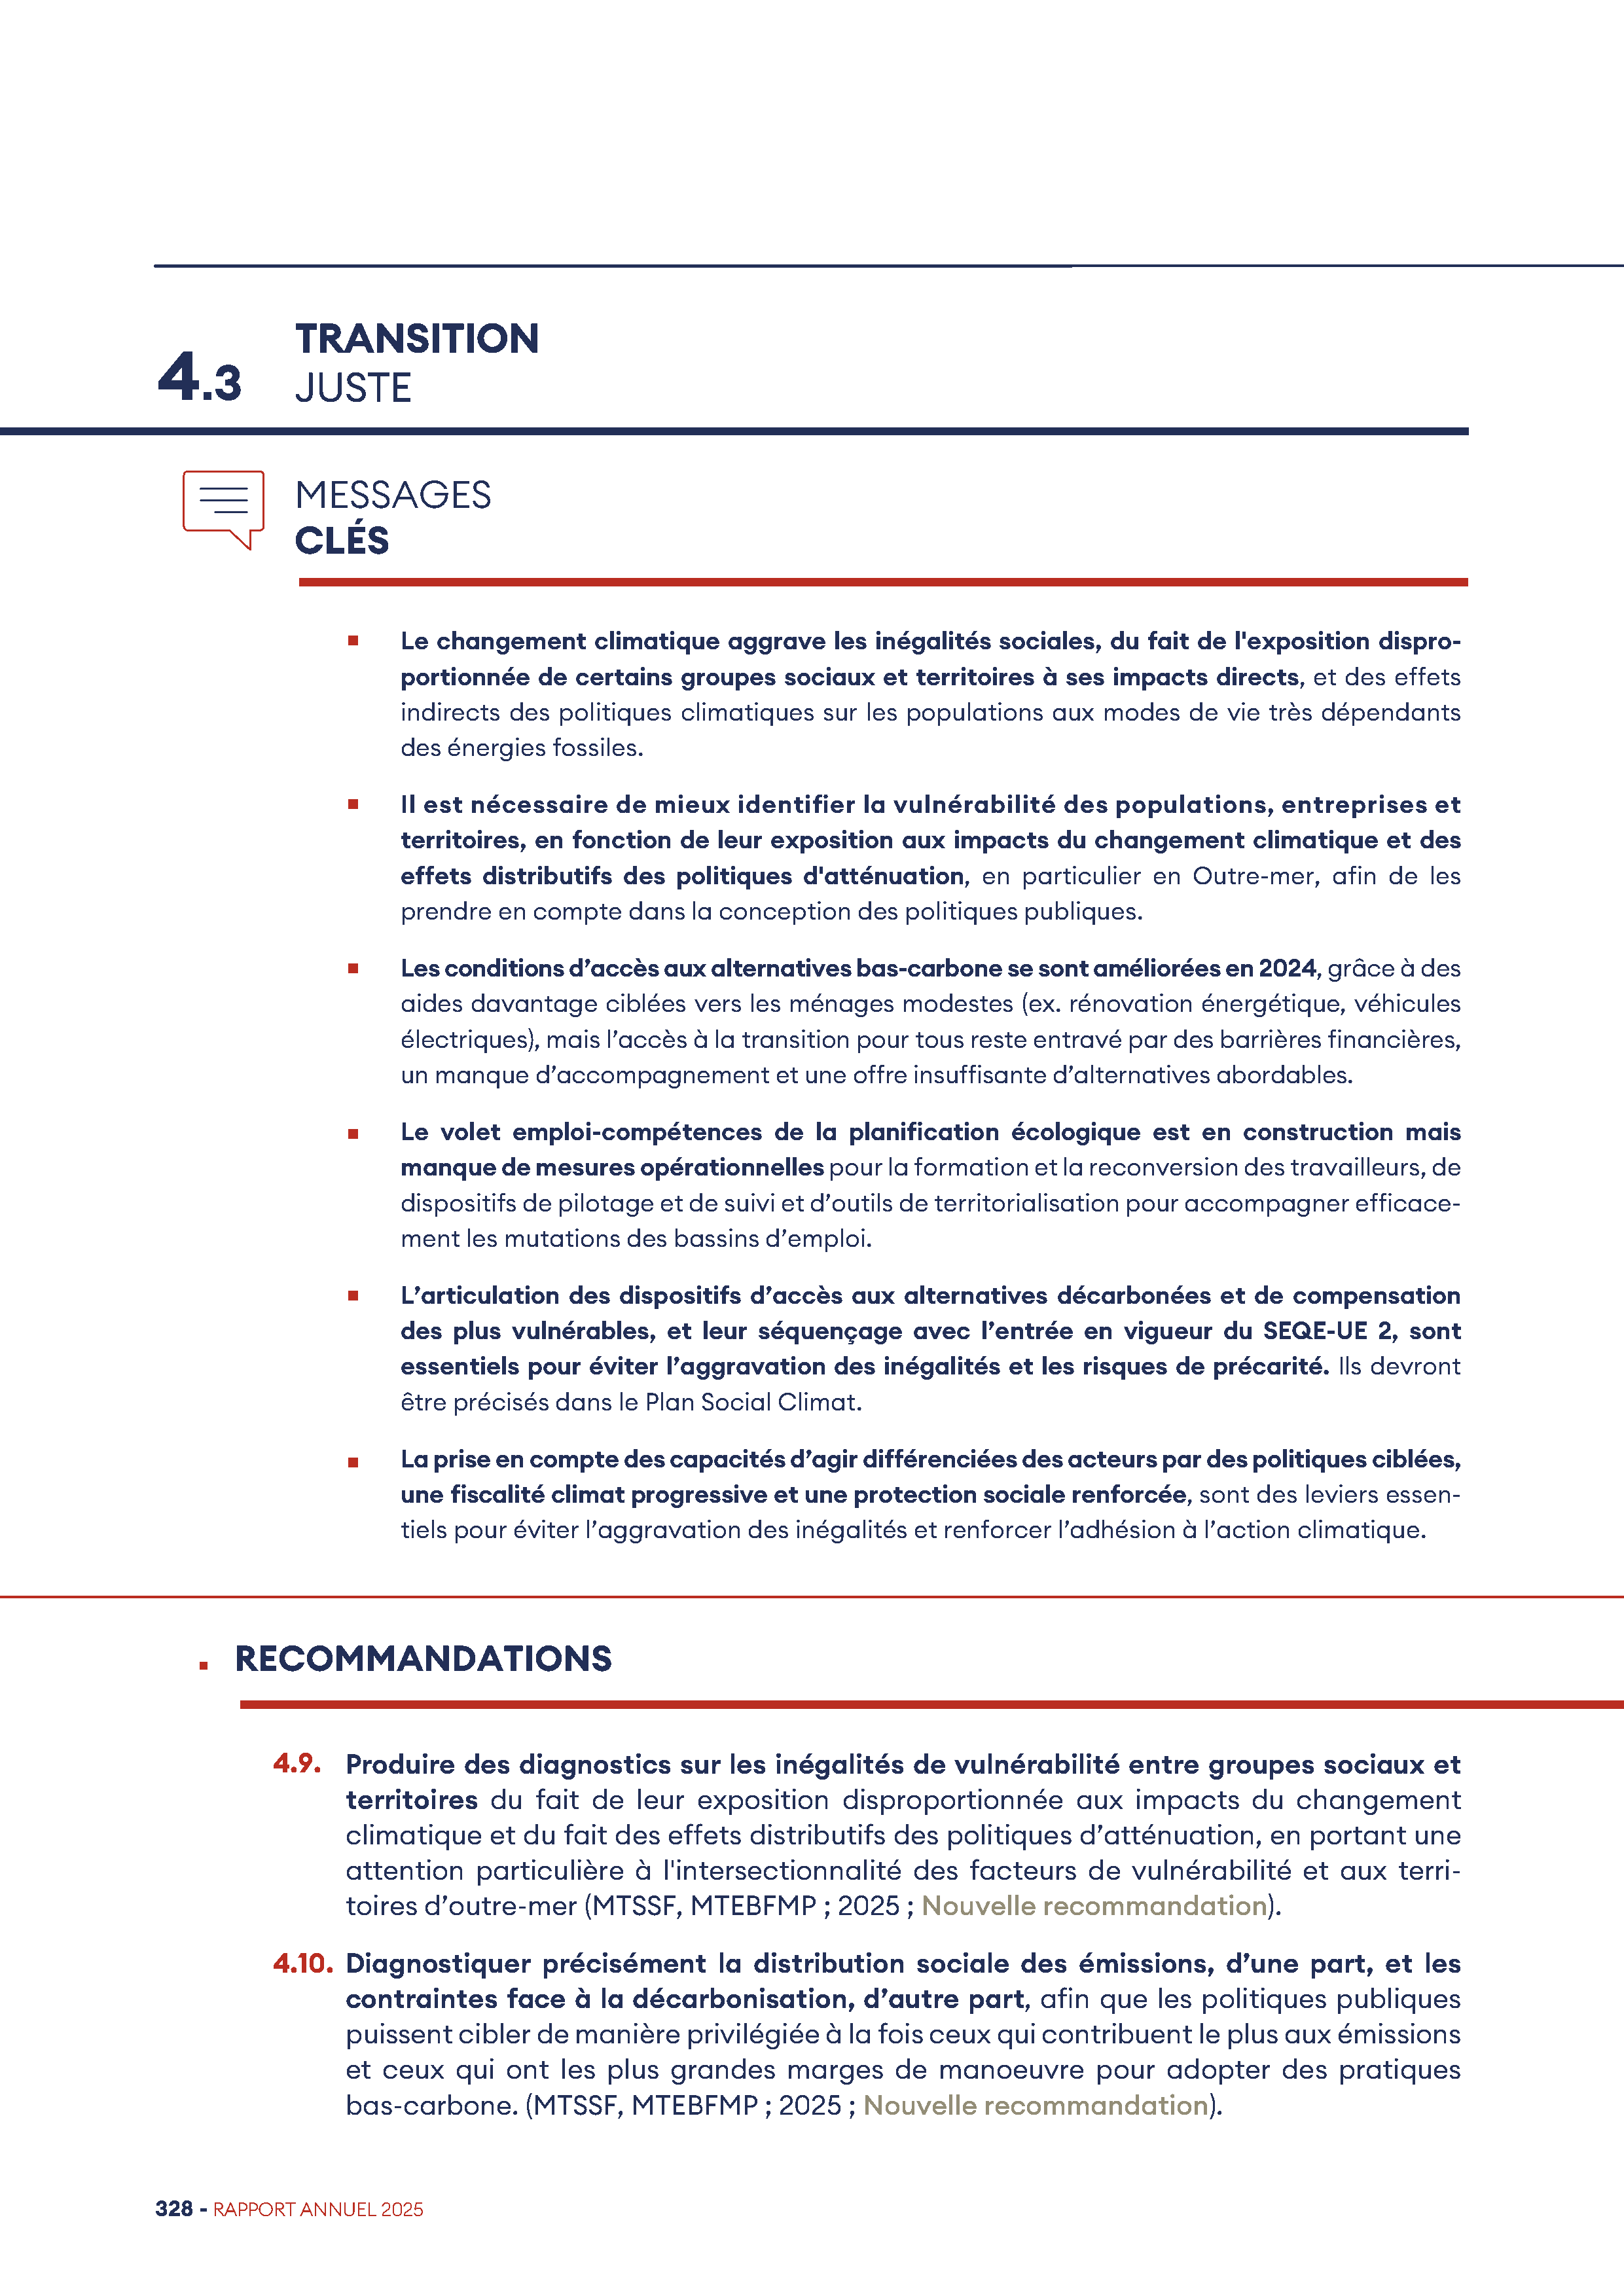 4.3
TRANSITION
JUSTE
MESSAGES
CLÉS
▪ Le changement climatique aggrave les inégalités sociales, du fait de l'exposition dispro-
portionnée de certains groupes sociaux et territoires à ses impacts directs, et des effets
indirects des politiques climatiques sur les populations aux modes de vie très dépendants
des énergies fossiles.
▪ Il est nécessaire de mieux identifier la vulnérabilité des populations, entreprises et
territoires, en fonction de leur exposition aux impacts du changement climatique et des
effets distributifs des politiques d'atténuation, en particulier en Outre-mer, afin de les
prendre en compte dans la conception des politiques publiques.
▪ Les conditions d’accès aux alternatives bas-carbone se sont améliorées en 2024, grâce à des
aides davantage ciblées vers les ménages modestes (ex. rénovation énergétique, véhicules
électriques), mais l’accès à la transition pour tous reste entravé par des barrières financières,
un manque d’accompagnement et une offre insuffisante d’alternatives abordables.
▪ Le volet emploi-compétences de la planification écologique est en construction mais
manque de mesures opérationnelles pour la formation et la reconversion des travailleurs, de
dispositifs de pilotage et de suivi et d’outils de territorialisation pour accompagner efficace-
ment les mutations des bassins d’emploi.
▪ L’articulation des dispositifs d’accès aux alternatives décarbonées et de compensation
des plus vulnérables, et leur séquençage avec l’entrée en vigueur du SEQE-UE 2, sont
essentiels pour éviter l’aggravation des inégalités et les risques de précarité. Ils devront
être précisés dans le Plan Social Climat.
▪ La prise en compte des capacités d’agir différenciées des acteurs par des politiques ciblées,
une fiscalité climat progressive et une protection sociale renforcée, sont des leviers essen-
tiels pour éviter l’aggravation des inégalités et renforcer l’adhésion à l’action climatique.
▪ RECOMMANDATIONS
4.9. Produire des diagnostics sur les inégalités de vulnérabilité entre groupes sociaux et
territoires du fait de leur exposition disproportionnée aux impacts du changement
climatique et du fait des effets distributifs des politiques d’atténuation, en portant une
attention particulière à l'intersectionnalité des facteurs de vulnérabilité et aux terri-
toires d’outre-mer (MTSSF, MTEBFMP ; 2025 ; Nouvelle recommandation).
4.10. Diagnostiquer précisément la distribution sociale des émissions, d’une part, et les
contraintes face à la décarbonisation, d’autre part, afin que les politiques publiques
puissent cibler de manière privilégiée à la fois ceux qui contribuent le plus aux émissions
et ceux qui ont les plus grandes marges de manoeuvre pour adopter des pratiques
bas-carbone. (MTSSF, MTEBFMP ; 2025 ; Nouvelle recommandation).
328 - RAPPORT ANNUEL 2025